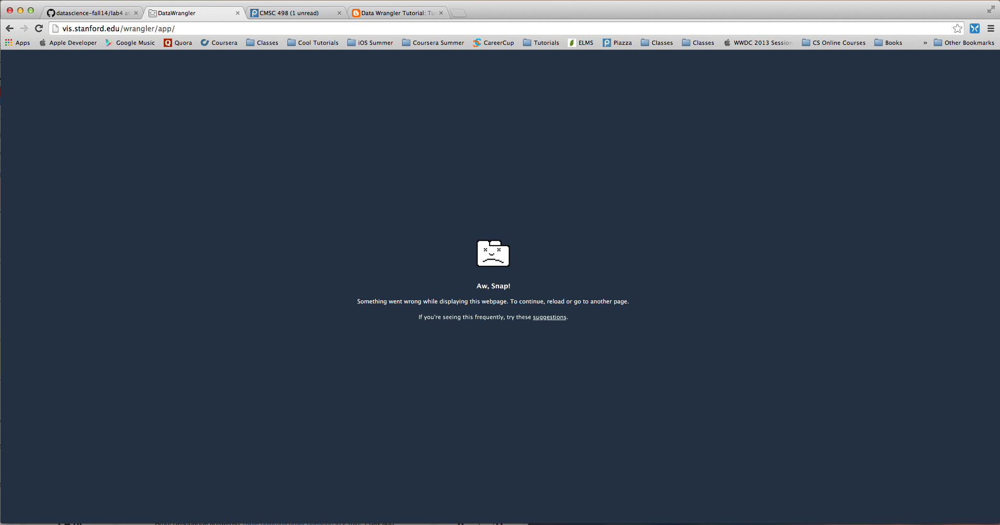 datascience-fall14/lab4 at
DataWrangler
CMSC 498 (1 unread)
Data Wrangler Tutorial: Tu
vis.stanford.edu/wrangler/app/
Apps
Apple Developer
Google Music
Quora
Coursera
Classes
Cool Tutorials
iOS Summer
Coursera Summer
CareerCup
Tutorials
ELMS
Piazza
Classes
Classes
WWDC 2013 Session
CS Online Courses
Books
»
Other Bookmarks
Aw, Snap!
Something went wrong while displaying this webpage. To continue, reload or go to another page.
If you're seeing this frequently, try these suggestions.